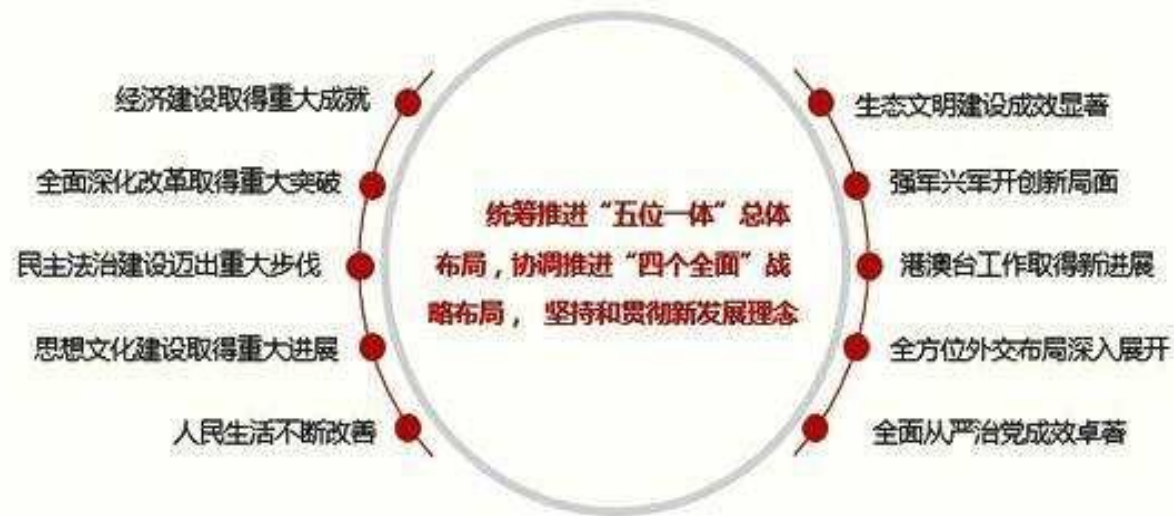 经济建设取得重大成就
全面深化改革取得重大突破
民主法治建设迈出重大步伐
思想文化建设取得重大进展
人民生活不断改善
统筹推进“五位一体”总体
布局，协调推进“四个全面”战
略布局， 坚持和贯彻新发展理念
生态文明建设成效显著
强军兴军开创新局面
港澳台工作取得新进展
全方位外交布局深入展开
全面从严治党成效卓著